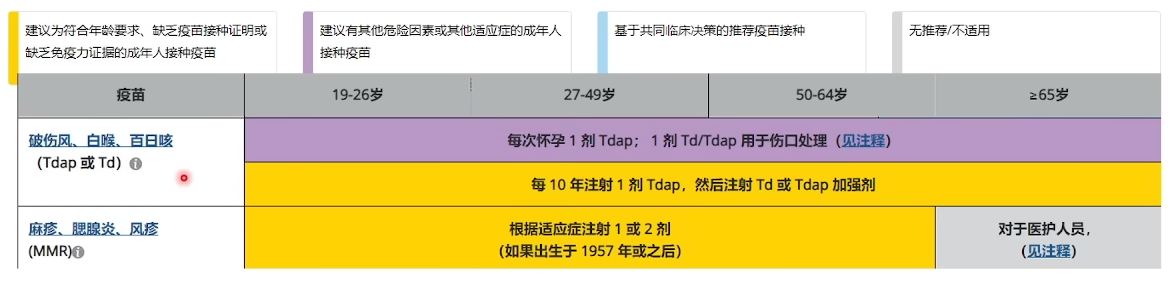 建议为符合年龄要求、缺乏疫苗接种证明或
缺乏免疫力证据的成年人接种疫苗
建议有其他危险因素或其他适应症的成年人
接种疫苗
基于共同临床决策的推荐疫苗接种
无推荐/不适用
疫苗
19-26岁
27-49岁
50-64岁
≥65岁
破伤风、白喉、百日咳
（Tdap 或 Td）
每次怀孕 1 剂 Tdap； 1 剂 Td/Tdap 用于伤口处理（见注释）
每 10 年注射 1 剂 Tdap，然后注射 Td 或 Tdap 加强剂
麻疹、腮腺炎、风疹
(MMR)
根据适应症注射 1 或 2 剂
（如果出生于 1957 年或之后）
对于医护人员，
（见注释）